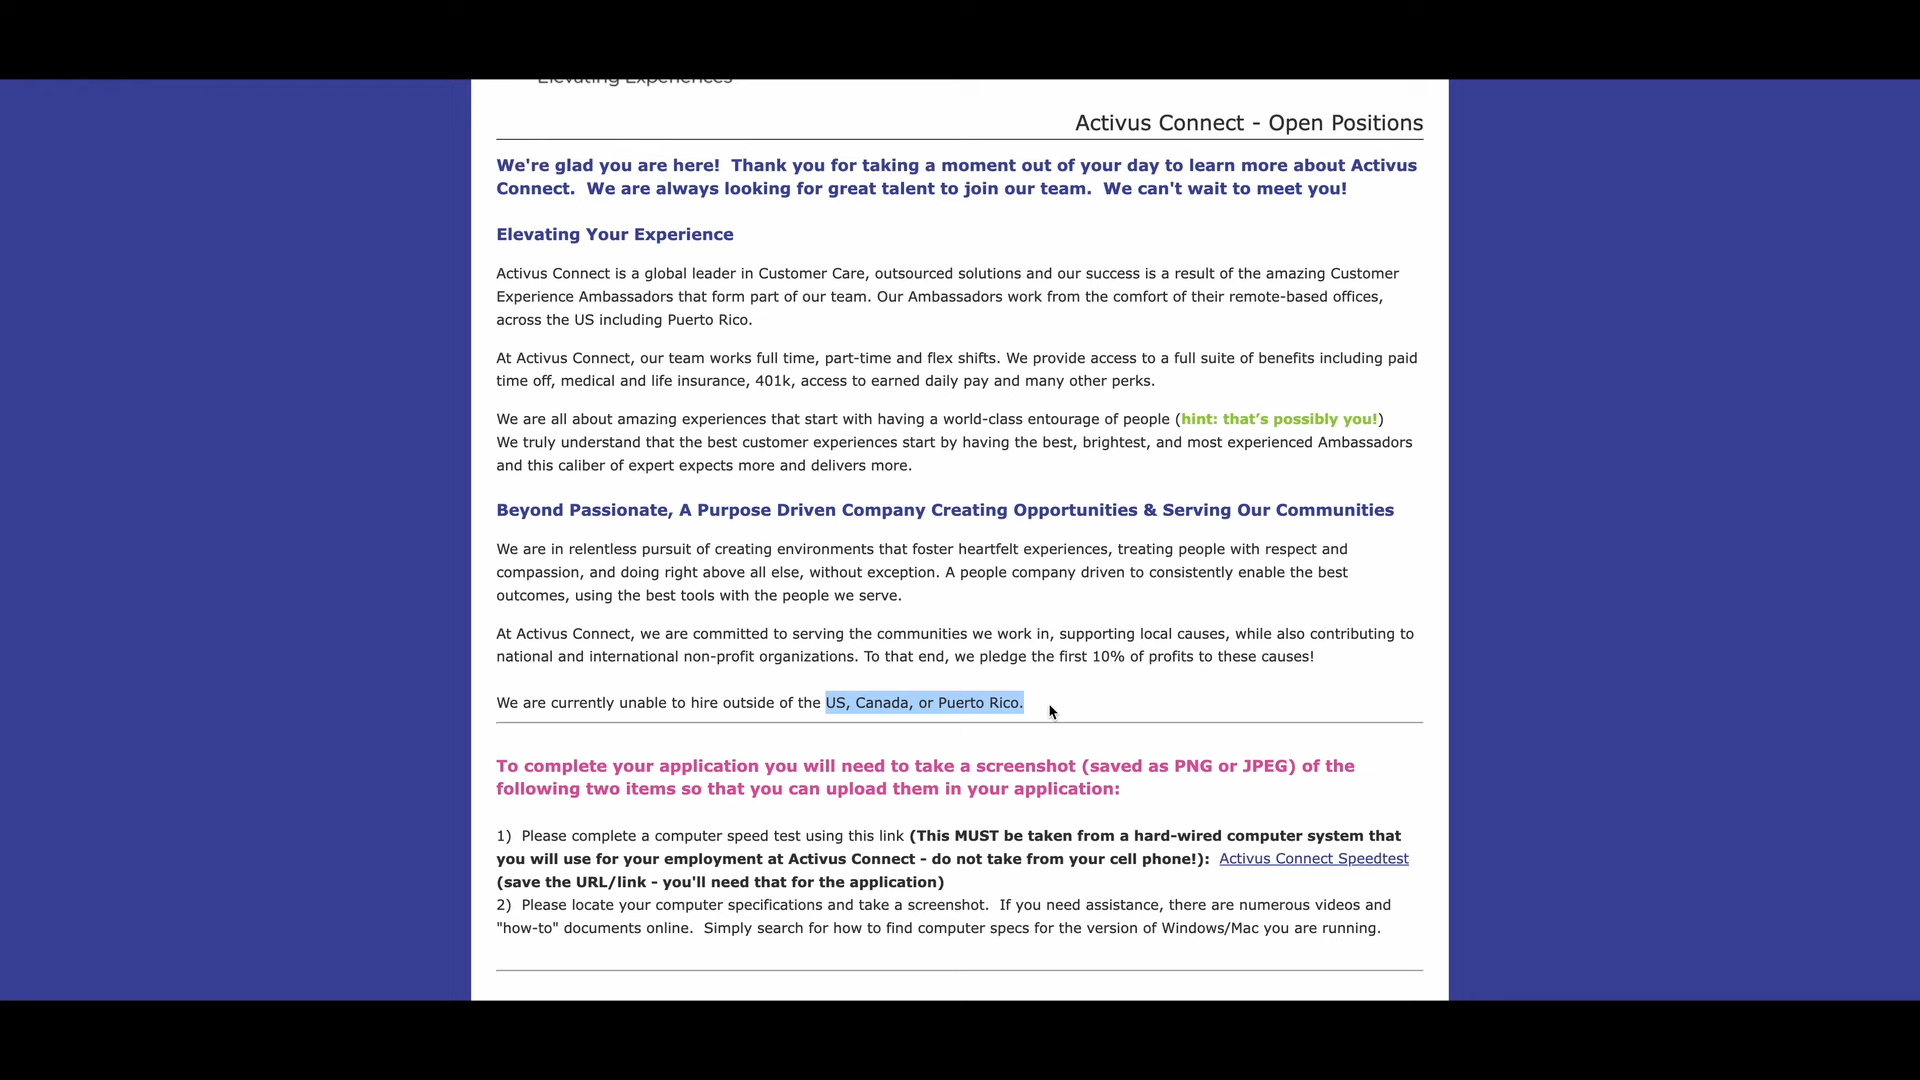 Elevating Experiences
Activus Connect - Open Positions
We're glad you are here!  Thank you for taking a moment out of your day to learn more about Activus
Connect.  We are always looking for great talent to join our team.  We can't wait to meet you!
Elevating Your Experience
Activus Connect is a global leader in Customer Care, outsourced solutions and our success is a result of the amazing Customer
Experience Ambassadors that form part of our team. Our Ambassadors work from the comfort of their remote-based offices,
across the US including Puerto Rico.
At Activus Connect, our team works full time, part-time and flex shifts. We provide access to a full suite of benefits including paid
time off, medical and life insurance, 401k, access to earned daily pay and many other perks.
We are all about amazing experiences that start with having a world-class entourage of people (hint: that’s possibly you!)
We truly understand that the best customer experiences start by having the best, brightest, and most experienced Ambassadors
and this caliber of expert expects more and delivers more.
Beyond Passionate, A Purpose Driven Company Creating Opportunities & Serving Our Communities
We are in relentless pursuit of creating environments that foster heartfelt experiences, treating people with respect and
compassion, and doing right above all else, without exception. A people company driven to consistently enable the best
outcomes, using the best tools with the people we serve.
At Activus Connect, we are committed to serving the communities we work in, supporting local causes, while also contributing to
national and international non-profit organizations. To that end, we pledge the first 10% of profits to these causes!
We are currently unable to hire outside of the US, Canada, or Puerto Rico.
To complete your application you will need to take a screenshot (saved as PNG or JPEG) of the
following two items so that you can upload them in your application:
1)  Please complete a computer speed test using this link (This MUST be taken from a hard-wired computer system that
you will use for your employment at Activus Connect - do not take from your cell phone!):  Activus Connect Speedtest
(save the URL/link - you'll need that for the application)
2)  Please locate your computer specifications and take a screenshot.  If you need assistance, there are numerous videos and
"how-to" documents online.  Simply search for how to find computer specs for the version of Windows/Mac you are running.